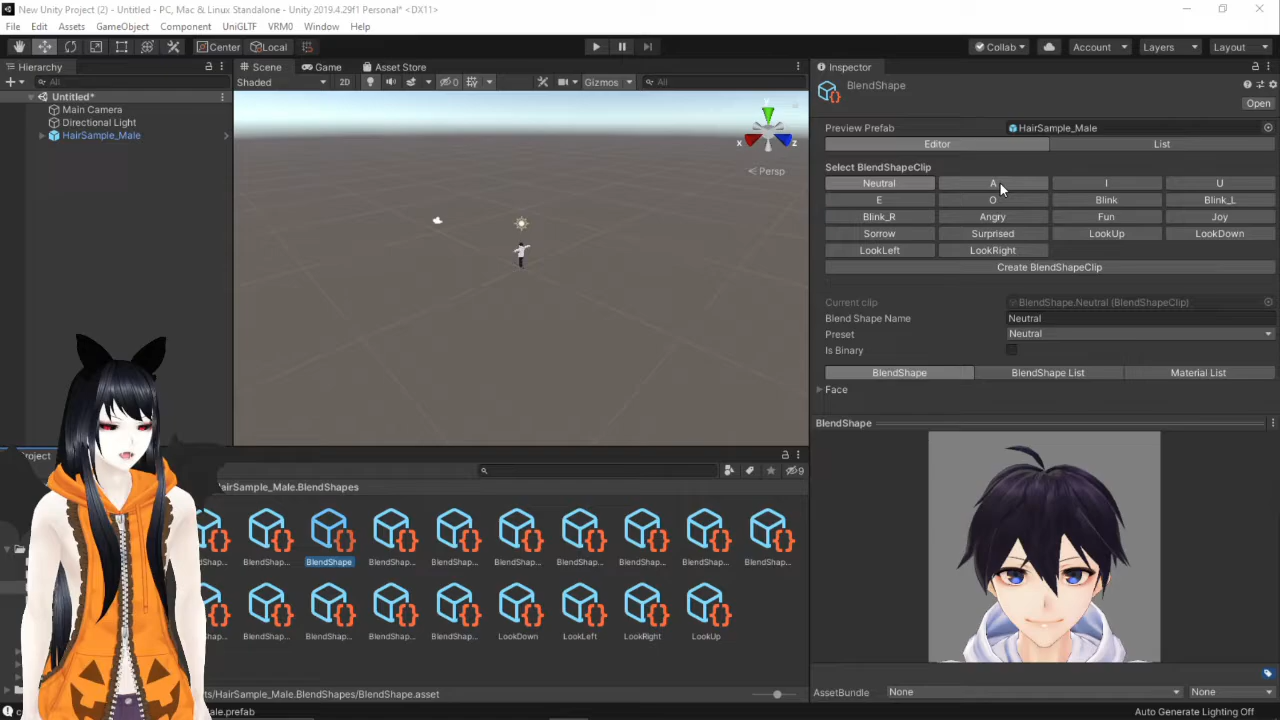 New Unity Project (2) - Untitled - PC, Mac & Linux Standalone - Unity 2019.4.29f1 Personal* <DX11>
File Edit Assets GameObject Component UniGLTF VRM0 Window Help
Center Local Collab Account Layers Layout
Hierarchy Scene Game Asset Store Inspector
All Shaded 2D 0 Gizmos All BlendShape
Untitled*
Open
Main Camera
Directional Light
HairSample_Male
y
x z
Persp
Preview Prefab HairSample_Male
Editor List
Select BlendShapeClip
Neutral A I U
E O Blink Blink_L
Blink_R Angry Fun Joy
Sorrow Surprised LookUp LookDown
LookLeft LookRight
Create BlendShapeClip
Current clip BlendShape.Neutral (BlendShapeClip)
Blend Shape Name Neutral
Preset Neutral
Is Binary
BlendShape BlendShape List Material List
Face
BlendShape
roject
9
airSample_Male.BlendShapes
lendShap... BlendShap... BlendShape BlendShap... BlendShap... BlendShap... BlendShap... BlendShap... BlendShap... BlendShap...
lendShap... BlendShap... BlendShap... BlendShap... BlendShap... LookDown LookLeft LookRight LookUp
ts/HairSample_Male.BlendShapes/BlendShape.asset
AssetBundle None None
ale.prefab
Auto Generate Lighting Off